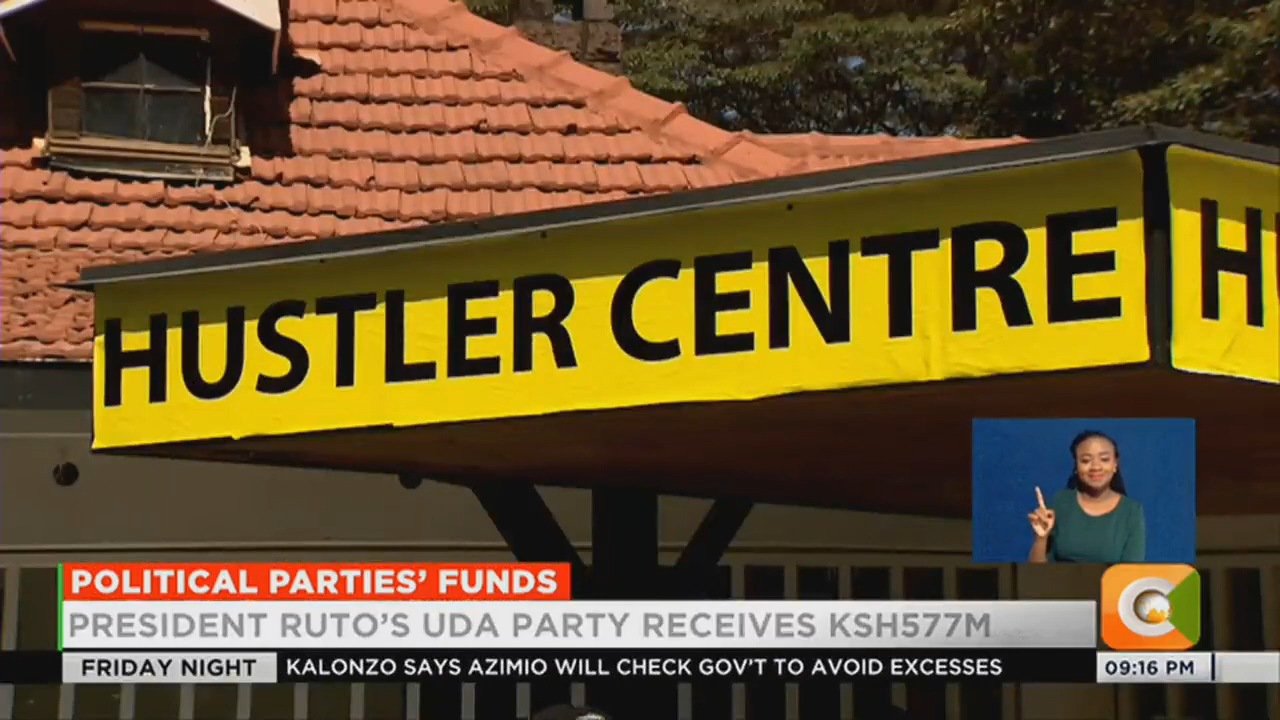 HUSTLER CENTRE
H
POLITICAL PARTIES' FUNDS
PRESIDENT RUTO'S UDA PARTY RECEIVES KSH577M
FRIDAY NIGHT KALONZO SAYS AZIMIO WILL CHECK GOV'T TO AVOID EXCESSES 09:16 PM